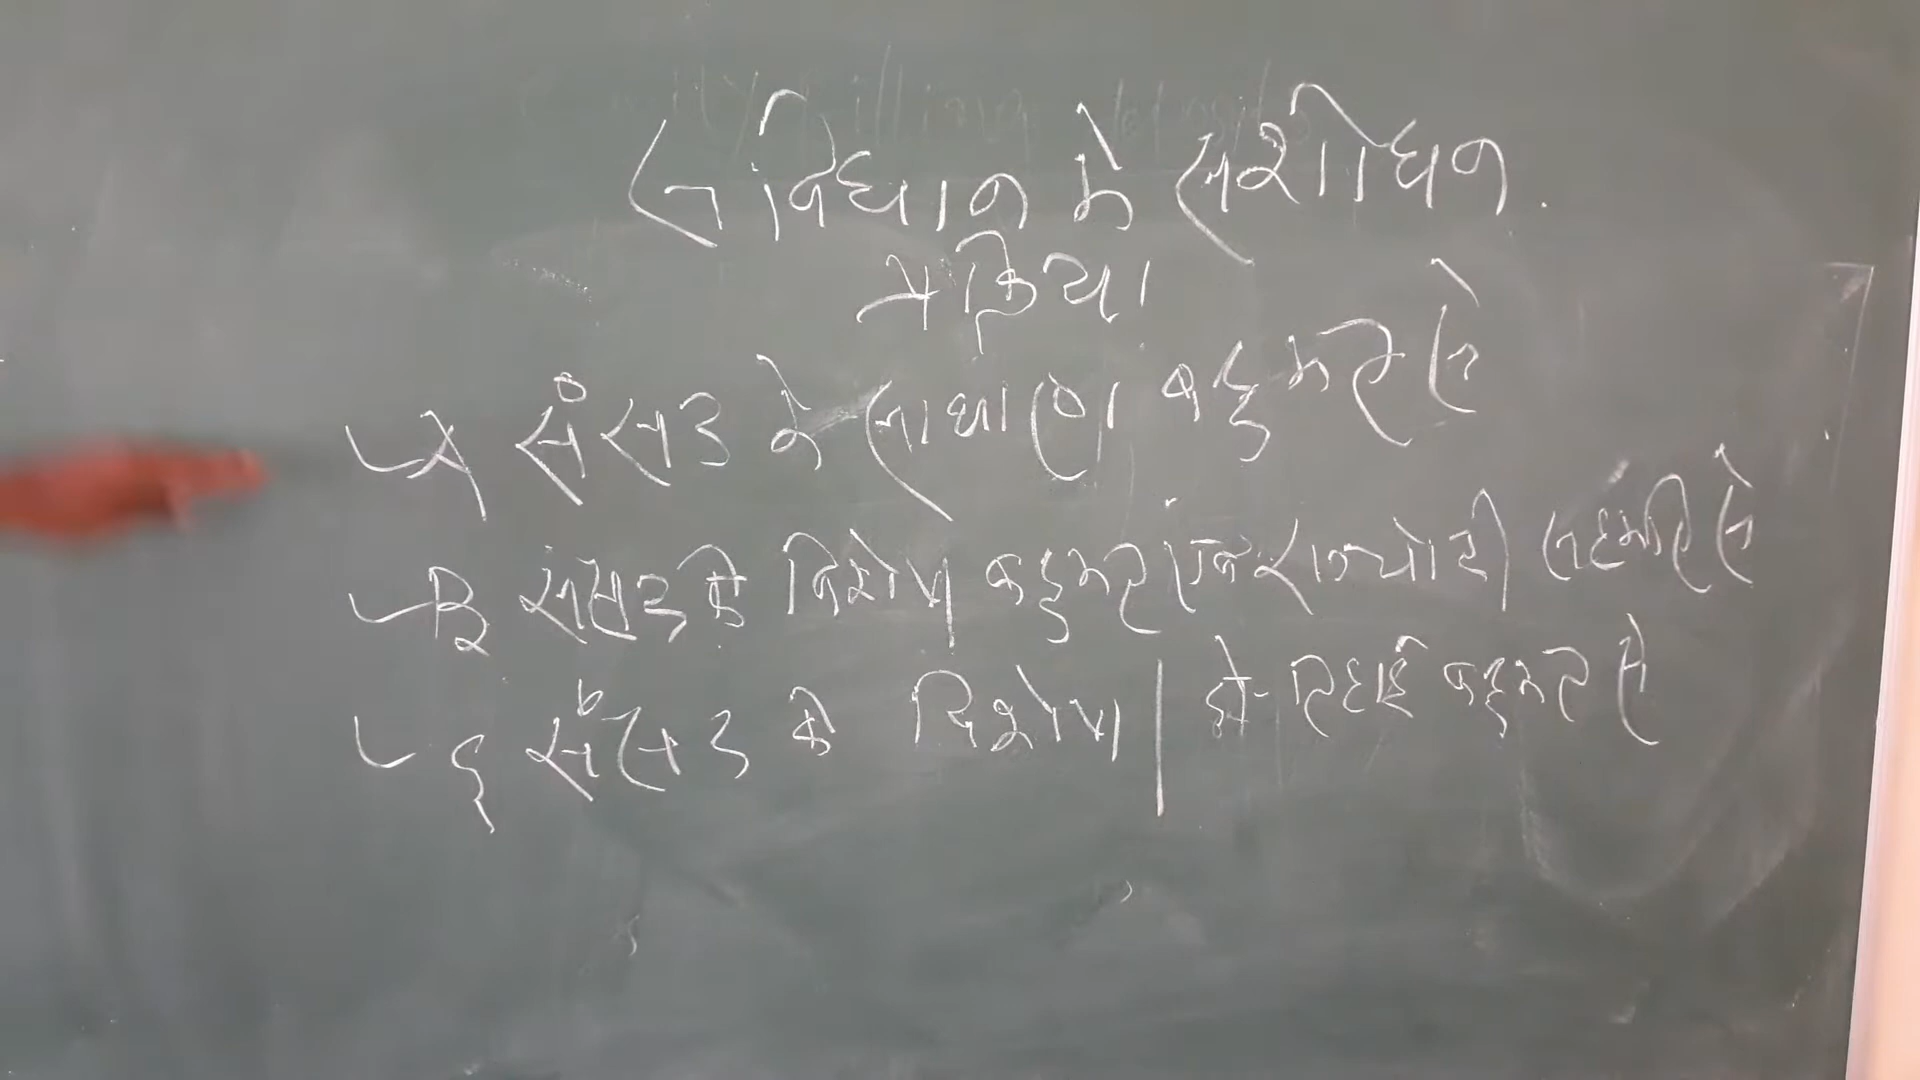 संविधान मे संशोधन
प्रक्रिया
A संसद के साधारण बहुमत से
B संसद के विशेष बहुमत एवं राज्यो की सहमति से
C संसद के विशेष / दो तिहाई बहुमत से